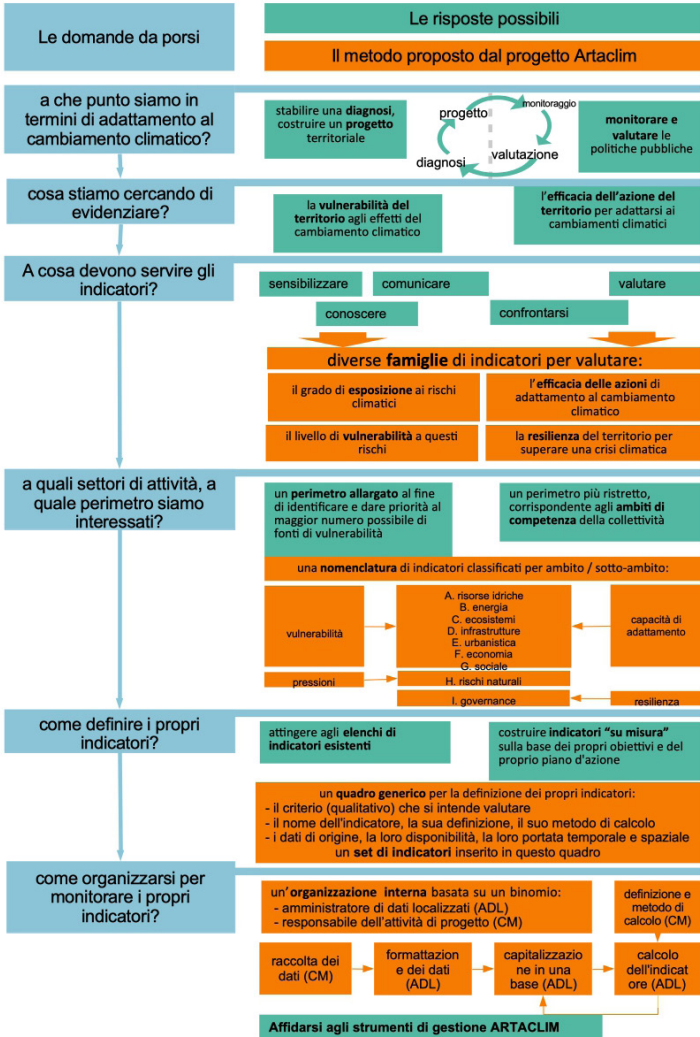 Le domande da porsi
Le risposte possibili
Il metodo proposto dal progetto Artaclim
a che punto siamo in
termini di adattamento al
cambiamento climatico?
stabilire una diagnosi,
costruire un progetto
territoriale
progetto
monitoraggio
diagnosi
valutazione
monitorare e
valutare le
politiche pubbliche
cosa stiamo cercando di
evidenziare?
la vulnerabilità del
territorio agli effetti del
cambiamento climatico
l'efficacia dell'azione del
territorio per adattarsi ai
cambiamenti climatici
A cosa devono servire gli
indicatori?
sensibilizzare
comunicare
valutare
conoscere
confrontarsi
diverse famiglie di indicatori per valutare:
il grado di esposizione ai rischi
climatici
l'efficacia delle azioni di
adattamento al cambiamento
climatico
il livello di vulnerabilità a questi
rischi
la resilienza del territorio per
superare una crisi climatica
a quali settori di attività, a
quale perimetro siamo
interessati?
un perimetro allargato al fine
di identificare e dare priorità al
maggior numero possibile di
fonti di vulnerabilità
un perimetro più ristretto,
corrispondente agli ambiti di
competenza della collettività
una nomenclatura di indicatori classificati per ambito / sotto-ambito:
vulnerabilità
A. risorse idriche
B. energia
C. ecosistemi
D. infrastrutture
E. urbanistica
F. economia
G. sociale
capacità di
adattamento
pressioni
H. rischi naturali
I. governance
resilienza
come definire i propri
indicatori?
attingere agli elenchi di
indicatori esistenti
costruire indicatori "su misura"
sulla base dei propri obiettivi e del
proprio piano d'azione
un quadro generico per la definizione dei propri indicatori:
- il criterio (qualitativo) che si intende valutare
- il nome dell'indicatore, la sua definizione, il suo metodo di calcolo
- i dati di origine, la loro disponibilità, la loro portata temporale e spaziale
un set di indicatori inserito in questo quadro
come organizzarsi per
monitorare i propri
indicatori?
un'organizzazione interna basata su un binomio:
- amministratore di dati localizzati (ADL)
- responsabile dell'attività di progetto (CM)
definizione e
metodo di
calcolo (CM)
raccolta dei
dati (CM)
formattazion
e dei dati
(ADL)
capitalizzazio
ne in una
base (ADL)
calcolo
dell'indicat
ore (ADL)
Affidarsi agli strumenti di gestione ARTACLIM